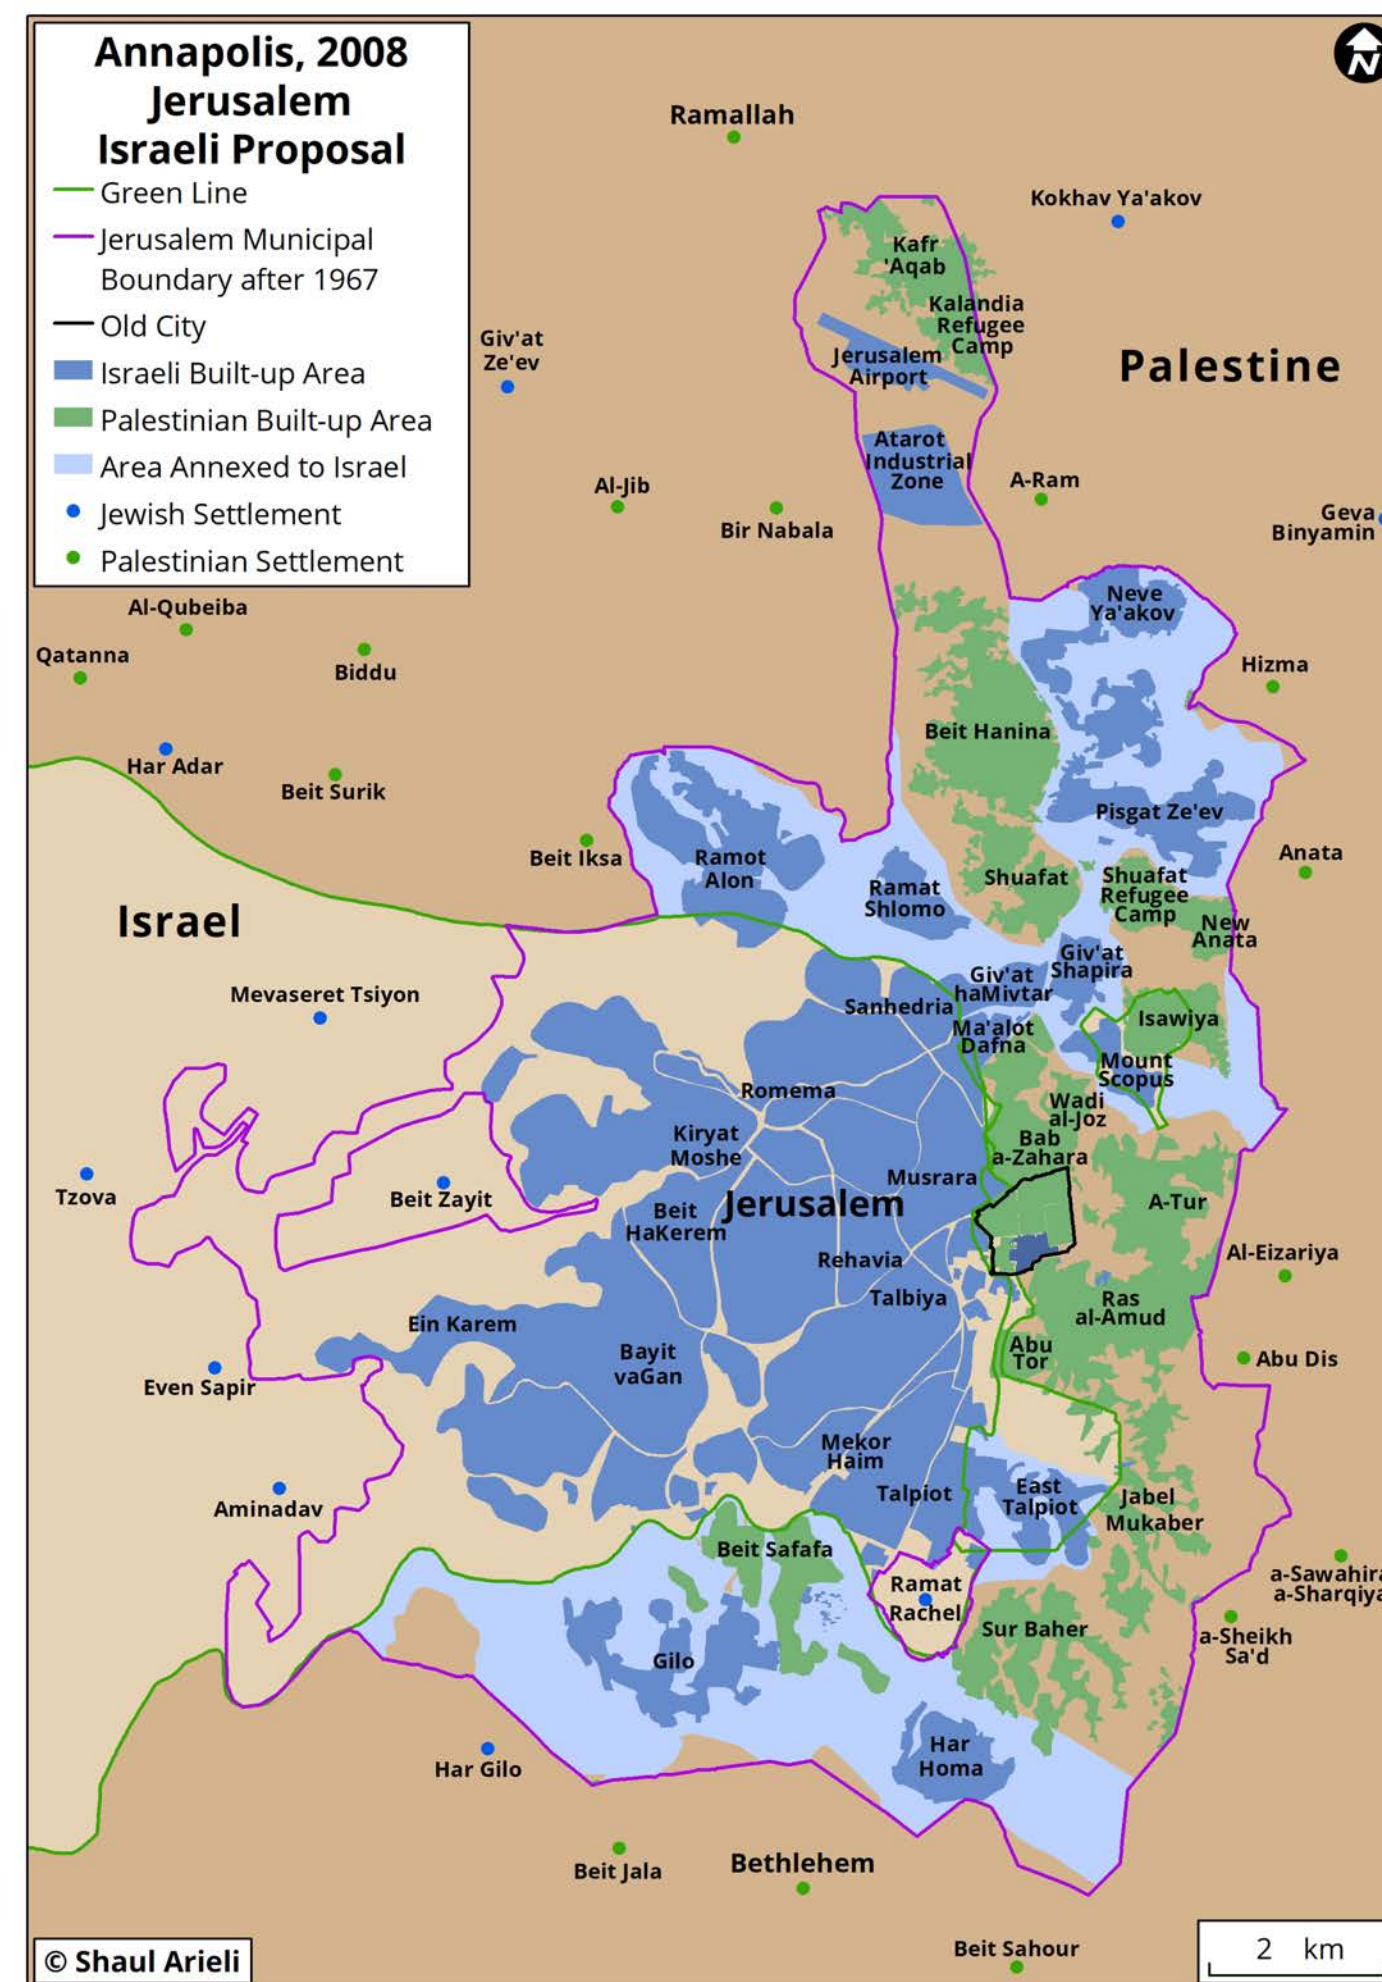 Annapolis, 2008
Jerusalem
Israeli Proposal
Green Line
Jerusalem Municipal
Boundary after 1967
Old City
Israeli Built-up Area
Palestinian Built-up Area
Area Annexed to Israel
Jewish Settlement
Palestinian Settlement
N
Ramallah
Kokhav Ya'akov
Kafr
'Aqab
Kalandia
Refugee
Camp
Giv'at
Ze'ev
Jerusalem
Airport
Palestine
Atarot
Industrial
Zone
A-Ram
Al-Jib
Bir Nabala
Geva
Binyamin
Al-Qubeiba
Neve
Ya'akov
Qatanna
Biddu
Hizma
Beit Hanina
Har Adar
Beit Surik
Pisgat Ze'ev
Beit Iksa
Ramot
Alon
Anata
Shuafat
Shuafat
Refugee
Camp
Ramat
Shlomo
Israel
New
Anata
Giv'at
Shapira
Giv'at
haMivtar
Mevaseret Tsiyon
Sanhedria
Isawiya
Ma'alot
Dafna
Mount
Scopus
Romema
Wadi
al-Joz
Kiryat
Moshe
Bab
a-Zahara
Musrara
Tzova
Beit Zayit
Jerusalem
A-Tur
Beit
HaKerem
Rehavia
Al-Eizariya
Talbiya
Ras
al-Amud
Ein Karem
Abu
Tor
Bayit
vaGan
Abu Dis
Even Sapir
Mekor
Haim
Talpiot
East
Talpiot
Jabel
Mukaber
Aminadav
Beit Safafa
a-Sawahira
a-Sharqiya
Ramat
Rachel
Sur Baher
a-Sheikh
Sa'd
Gilo
Har
Homa
Har Gilo
Beit Jala
Bethlehem
Beit Sahour
2 km
© Shaul Arieli